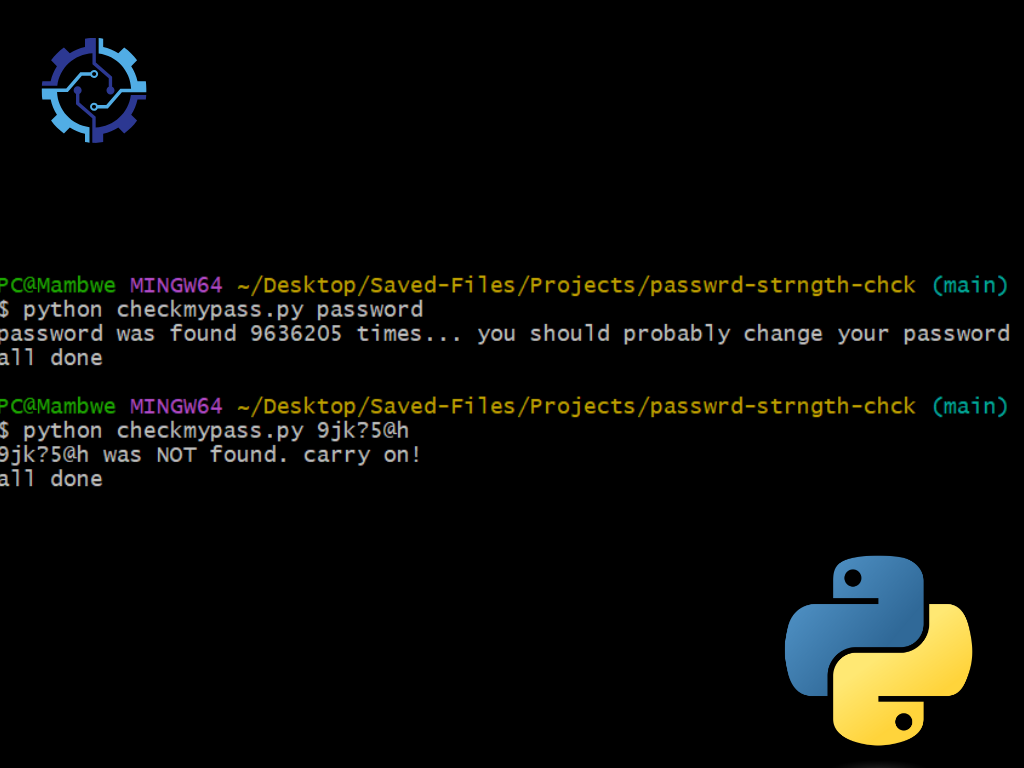 PC@Mambwe MINGW64 ~/Desktop/Saved-Files/Projects/passwrd-strngth-chck (main)
$ python checkmypass.py password
password was found 9636205 times... you should probably change your password
all done
PC@Mambwe MINGW64 ~/Desktop/Saved-Files/Projects/passwrd-strngth-chck (main)
$ python checkmypass.py 9jk?5@h
9jk?5@h was NOT found. carry on!
all done